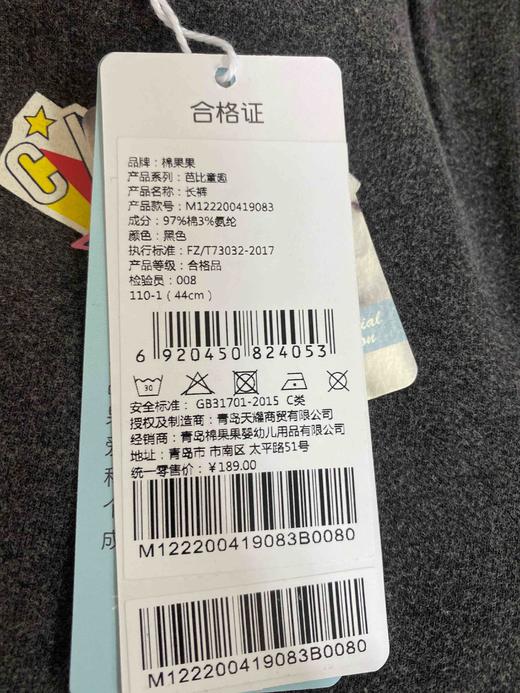 合格证
品牌：棉果果
产品系列：芭比童趣
产品名称：长裤
产品款号：M122200419083
成分：97%棉3%氨纶
颜色：黑色
执行标准：FZ/T73032-2017
产品等级：合格品
检验员：008
110-1（44cm）
6 920450 824053
30
安全标准： GB31701-2015 C类
授权及制造商：青岛天耀商贸有限公司
经销商：青岛棉果果婴幼儿用品有限公司
地址：青岛市 市南区 太平路51号
统一零售价：¥189.00
M122200419083B0080
M122200419083B0080